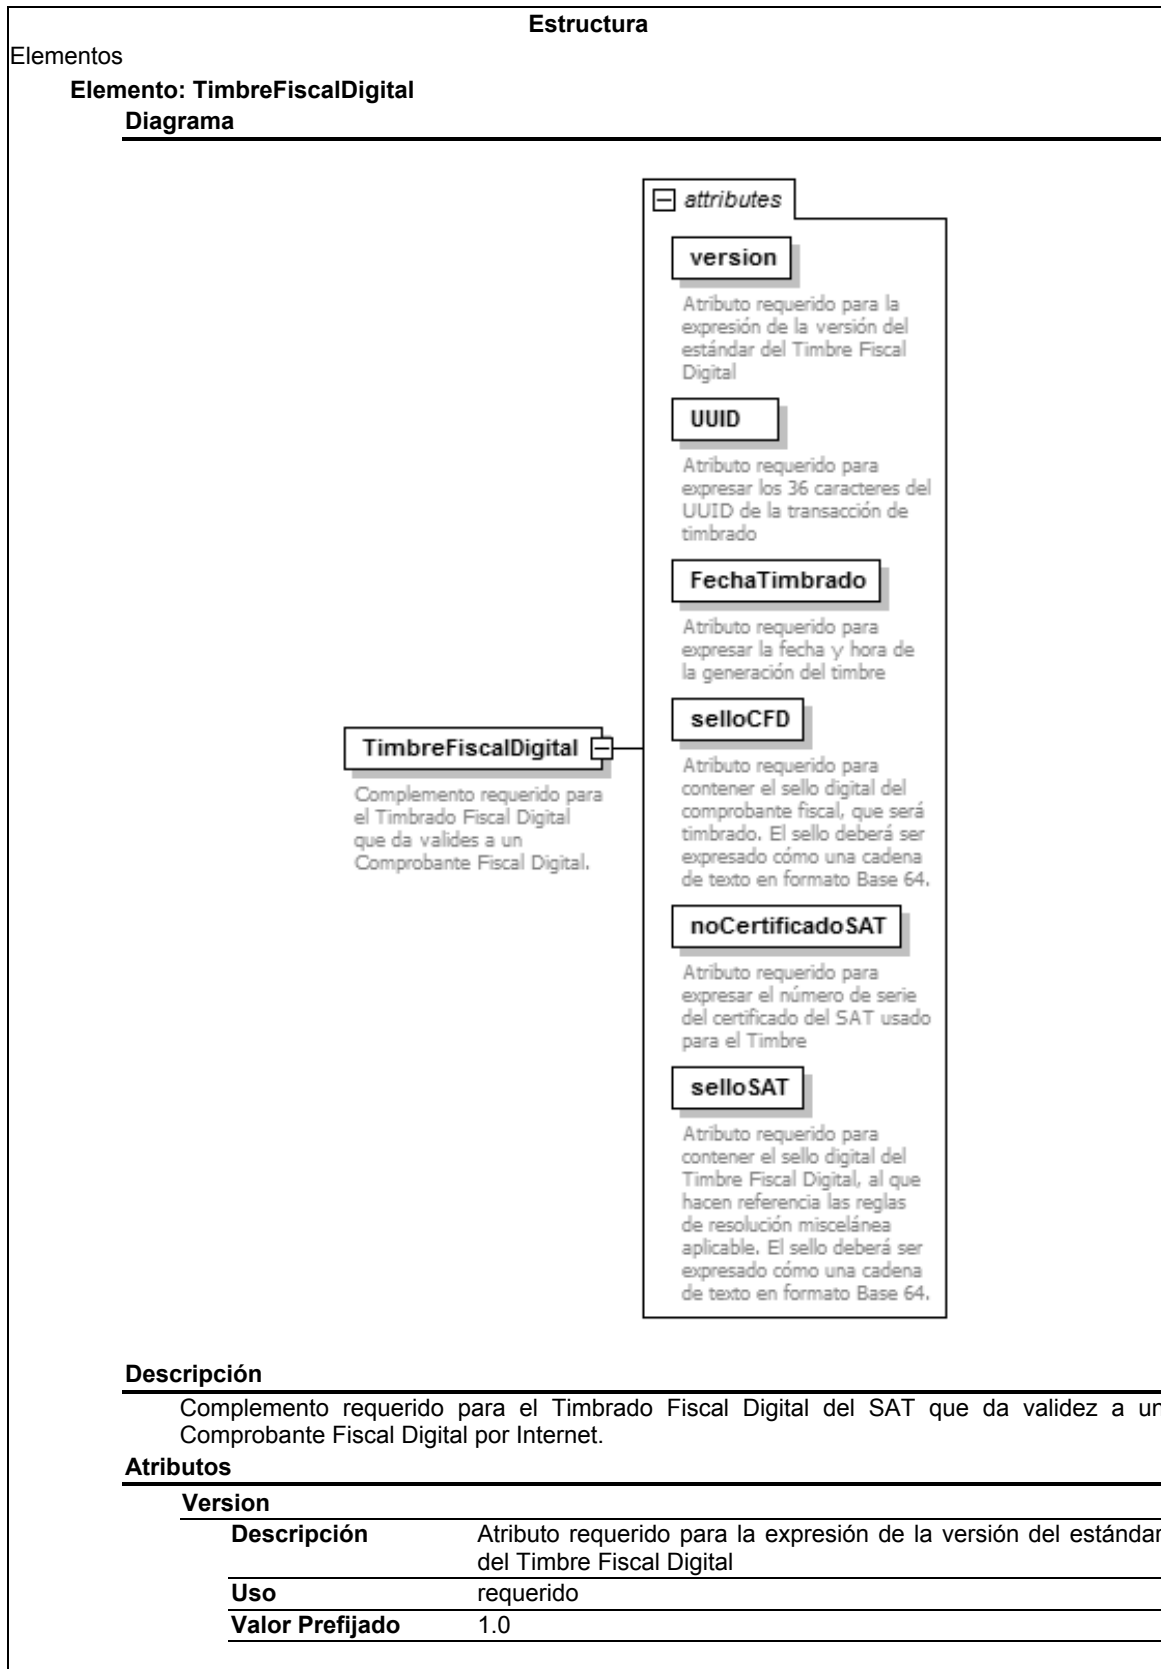 Estructura
Elementos
Elemento: TimbreFiscalDigital
Diagrama
attributes
version
Atributo requerido para la
expresión de la versión del
estándar del Timbre Fiscal
Digital
UUID
Atributo requerido para
expresar los 36 caracteres del
UUID de la transacción de
timbrado
FechaTimbrado
Atributo requerido para
expresar la fecha y hora de
la generación del timbre
selloCFD
Atributo requerido para
contener el sello digital del
comprobante fiscal, que será
timbrado. El sello deberá ser
expresado cómo una cadena
de texto en formato Base 64.
TimbreFiscalDigital
Complemento requerido para
el Timbrado Fiscal Digital
que da valides a un
Comprobante Fiscal Digital.
noCertificadoSAT
Atributo requerido para
expresar el número de serie
del certificado del SAT usado
para el Timbre
selloSAT
Atributo requerido para
contener el sello digital del
Timbre Fiscal Digital, al que
hacen referencia las reglas
de resolución miscelánea
aplicable. El sello deberá ser
expresado cómo una cadena
de texto en formato Base 64.
Descripción
Complemento requerido para el Timbrado Fiscal Digital del SAT que da validez a un
Comprobante Fiscal Digital por Internet.
Atributos
Version
Descripción Atributo requerido para la expresión de la versión del estándar
del Timbre Fiscal Digital
Uso requerido
Valor Prefijado 1.0